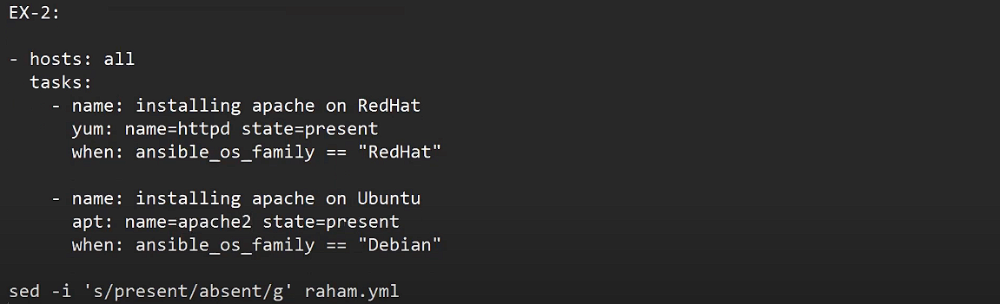 EX-2:

- hosts: all
  tasks:
    - name: installing apache on RedHat
      yum: name=httpd state=present
      when: ansible_os_family == "RedHat"

    - name: installing apache on Ubuntu
      apt: name=apache2 state=present
      when: ansible_os_family == "Debian"

sed -i 's/present/absent/g' raham.yml